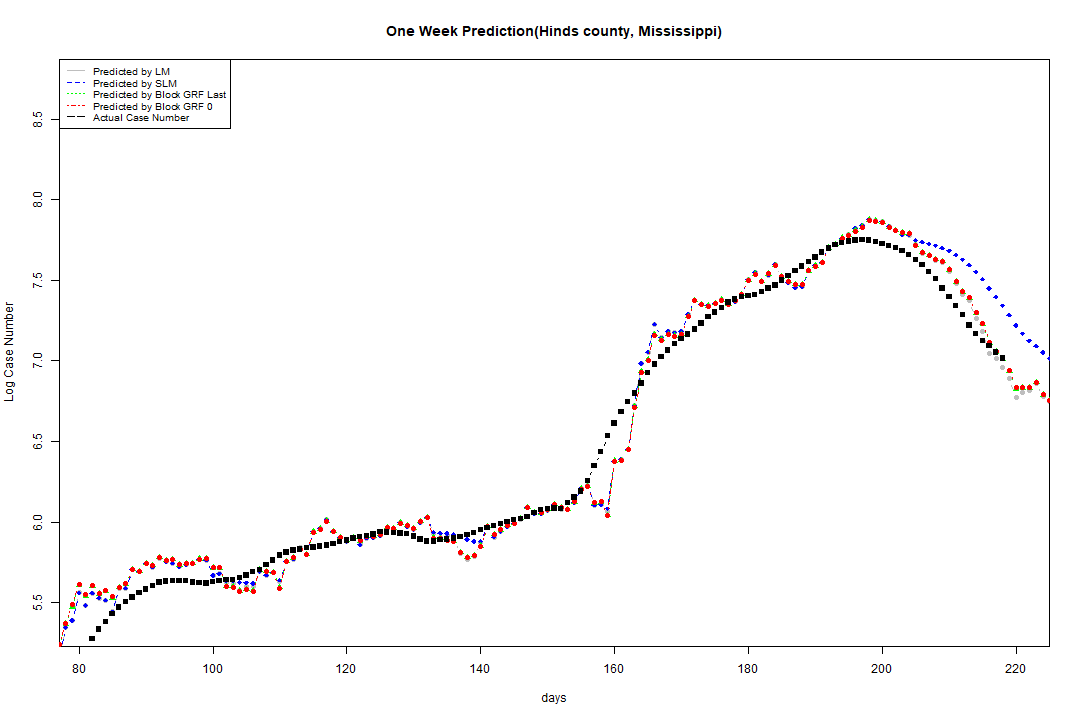 One Week Prediction(Hinds county, Mississippi)
Predicted by LM
Predicted by SLM
Predicted by Block GRF Last
Predicted by Block GRF 0
Actual Case Number
8.5
8.0
7.5
7.0
6.5
6.0
5.5
Log Case Number
80 100 120 140 160 180 200 220
days